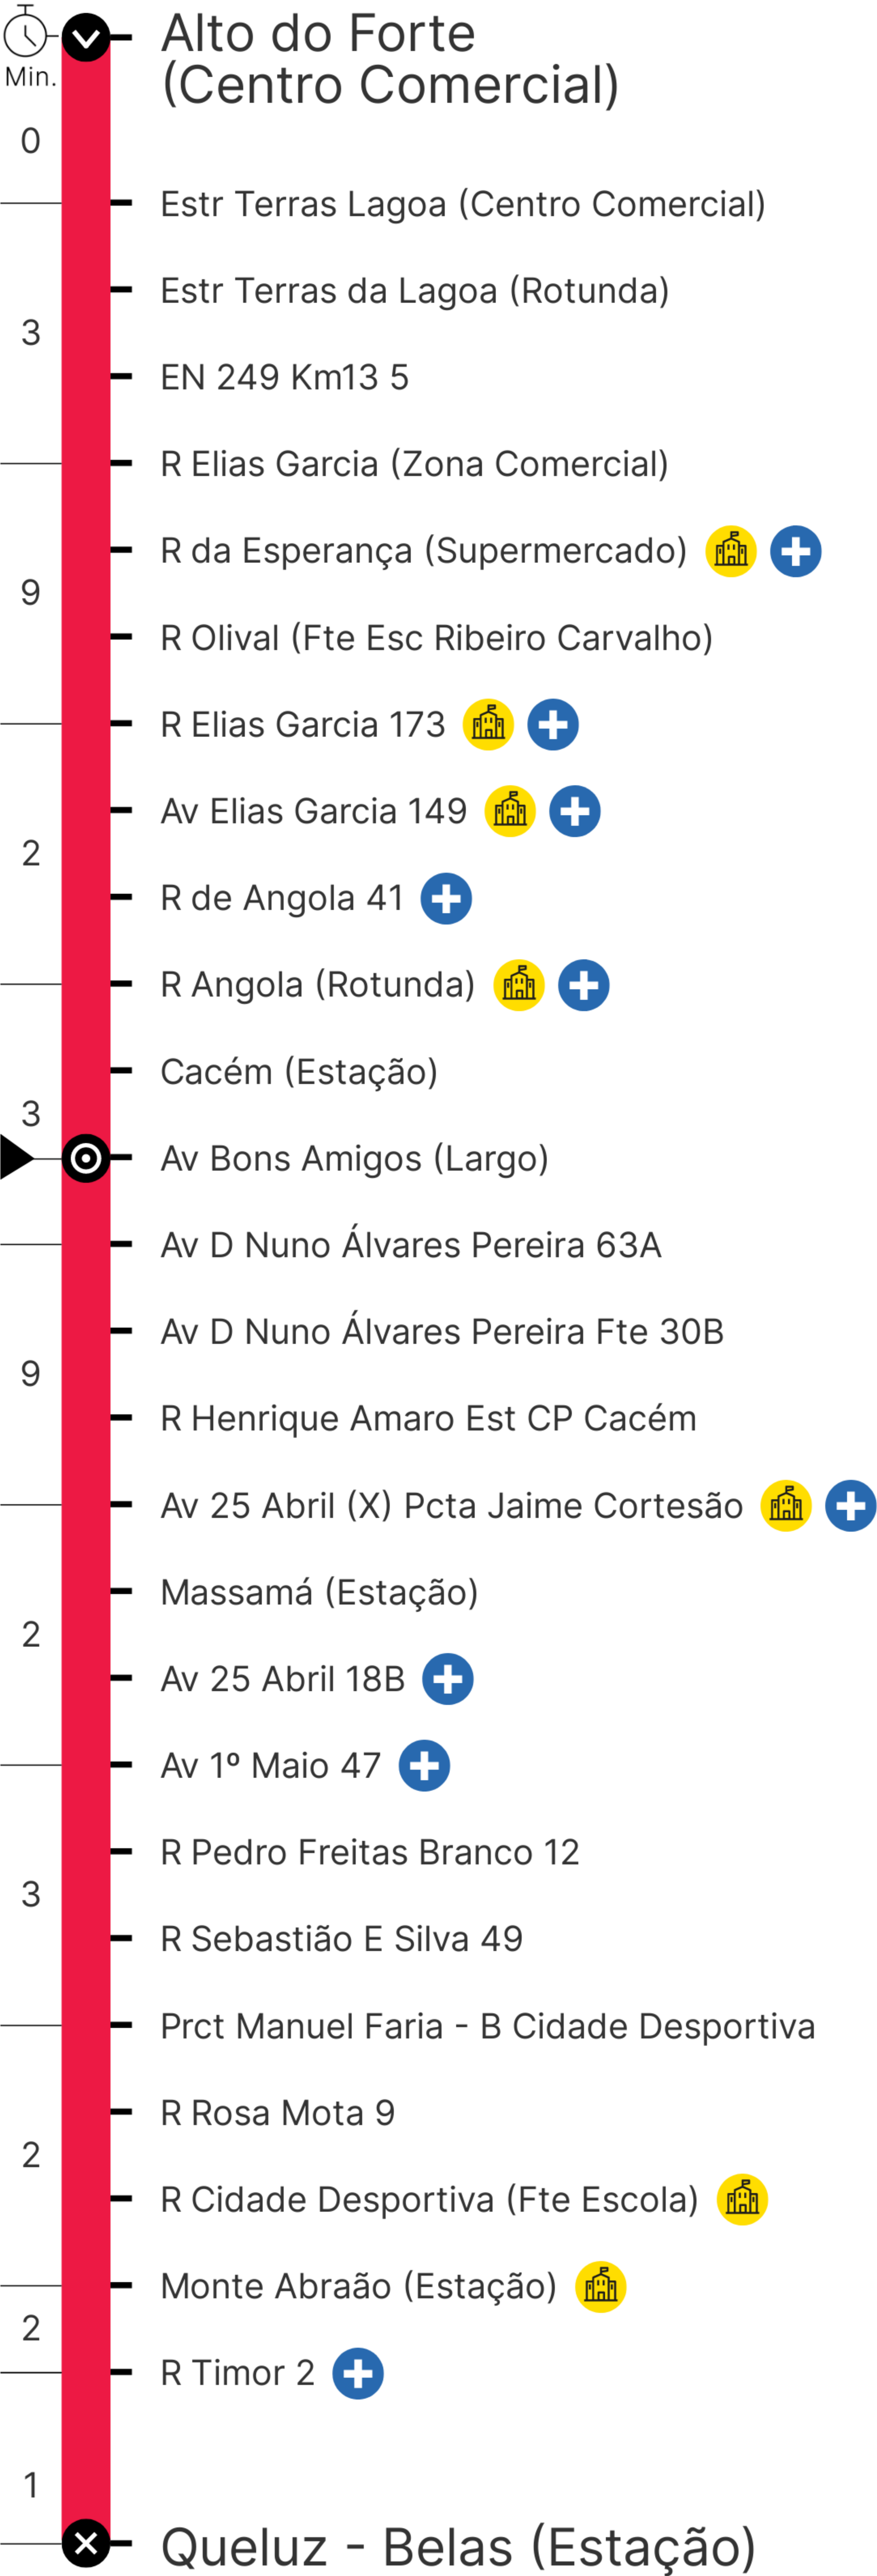 Alto do Forte
(Centro Comercial)
Min.
0
Estr Terras Lagoa (Centro Comercial)
Estr Terras da Lagoa (Rotunda)
3
EN 249 Km13 5
R Elias Garcia (Zona Comercial)
R da Esperança (Supermercado)
9
R Olival (Fte Esc Ribeiro Carvalho)
R Elias Garcia 173
Av Elias Garcia 149
2
R de Angola 41
R Angola (Rotunda)
Cacém (Estação)
3
Av Bons Amigos (Largo)
Av D Nuno Álvares Pereira 63A
Av D Nuno Álvares Pereira Fte 30B
9
R Henrique Amaro Est CP Cacém
Av 25 Abril (X) Pcta Jaime Cortesão
Massamá (Estação)
2
Av 25 Abril 18B
Av 1º Maio 47
R Pedro Freitas Branco 12
3
R Sebastião E Silva 49
Prct Manuel Faria - B Cidade Desportiva
R Rosa Mota 9
2
R Cidade Desportiva (Fte Escola)
Monte Abraão (Estação)
2
R Timor 2
1
Queluz - Belas (Estação)